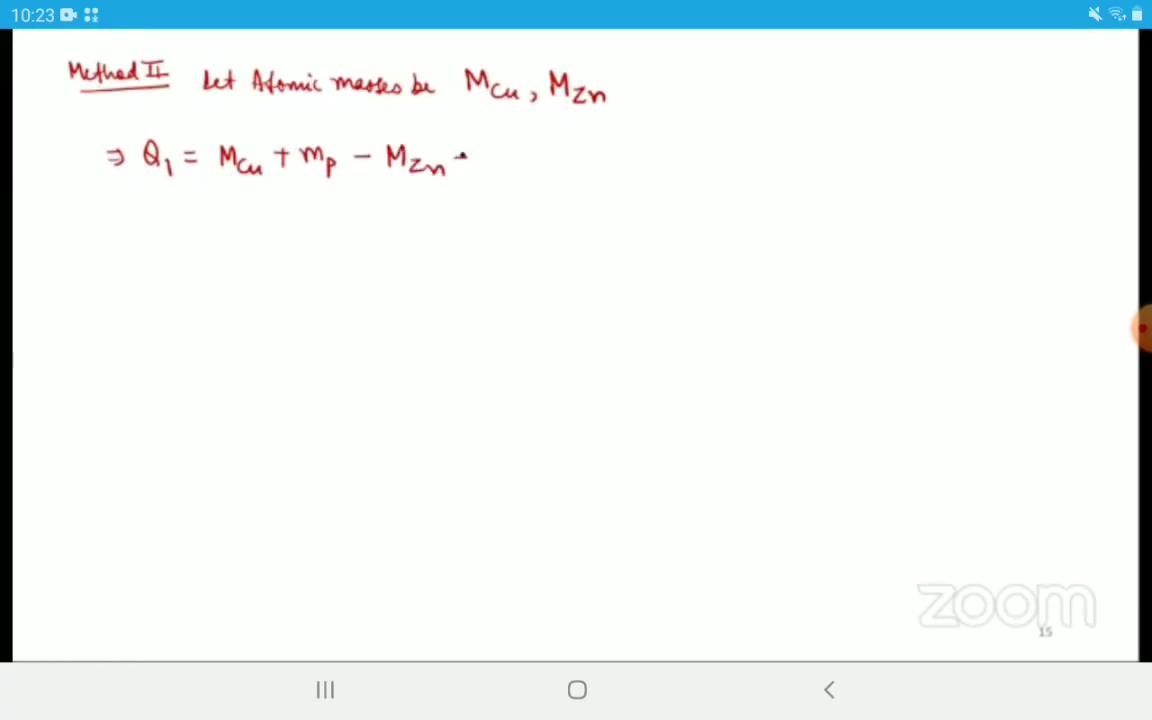 10:23
Method II Let Atomic masses be M_Cu, M_Zn
⇒ Q_1 = M_Cu + m_p - M_Zn -
zoom
15